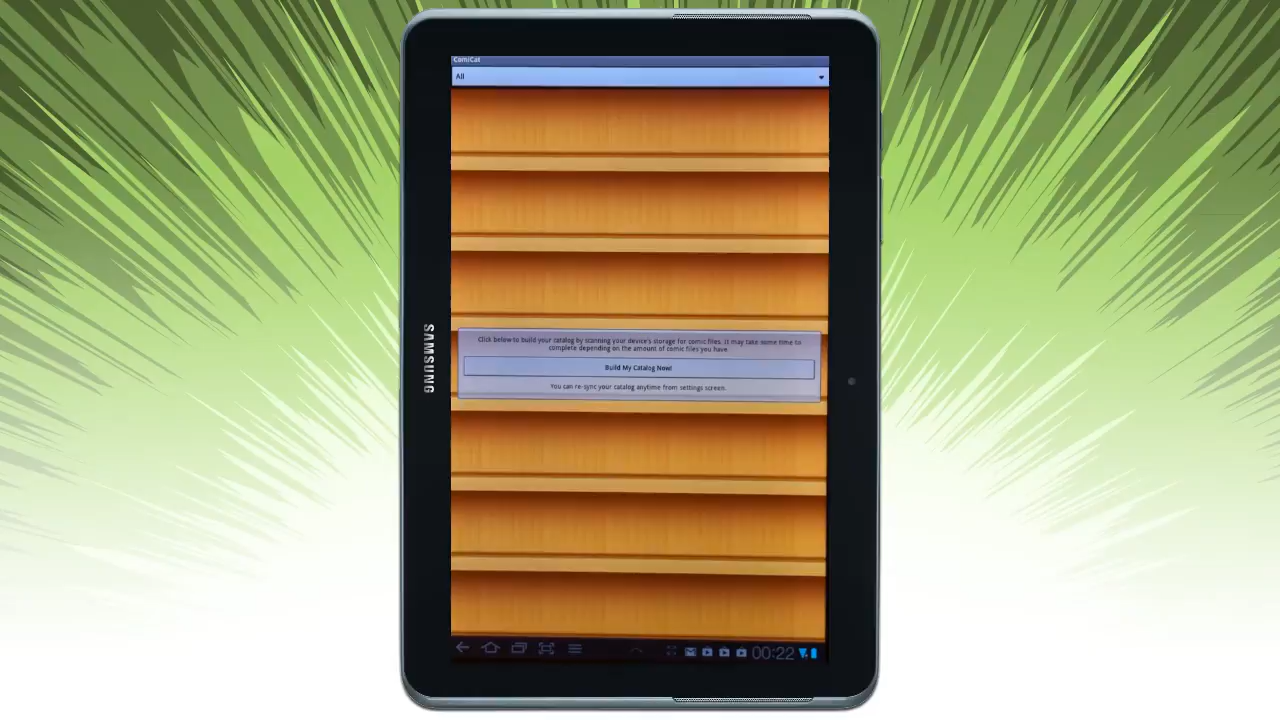 ComiCat
All
Click below to build your catalog by scanning your device's storage for comic files. It may take some time to
complete depending on the amount of comic files you have.
Build My Catalog Now!
You can re-sync your catalog anytime from settings screen.
SAMSUNG
00:22